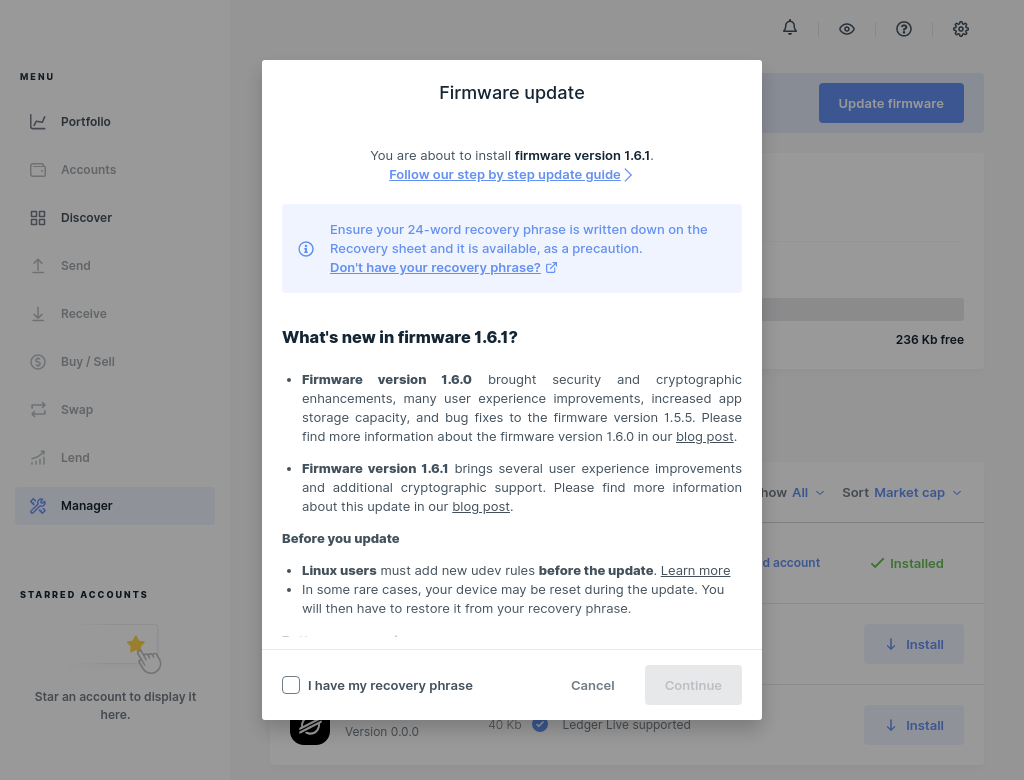 MENU
Portfolio
Accounts
Discover
Send
Receive
Buy / Sell
Swap
Lend
Manager
STARRED ACCOUNTS
Star an account to display it
here.
Update firmware
236 Kb free
All
Sort Market cap
account
Installed
Install
Install
Version 0.0.0
40 Kb
Ledger Live supported
Firmware update
You are about to install firmware version 1.6.1.
Follow our step by step update guide
Ensure your 24-word recovery phrase is written down on the
Recovery sheet and it is available, as a precaution.
Don't have your recovery phrase?
What's new in firmware 1.6.1?
• Firmware version 1.6.0 brought security and cryptographic
enhancements, many user experience improvements, increased app
storage capacity, and bug fixes to the firmware version 1.5.5. Please
find more information about the firmware version 1.6.0 in our blog post.
• Firmware version 1.6.1 brings several user experience improvements
and additional cryptographic support. Please find more information
about this update in our blog post.
Before you update
• Linux users must add new udev rules before the update. Learn more
• In some rare cases, your device may be reset during the update. You
will then have to restore it from your recovery phrase.
I have my recovery phrase
Cancel
Continue